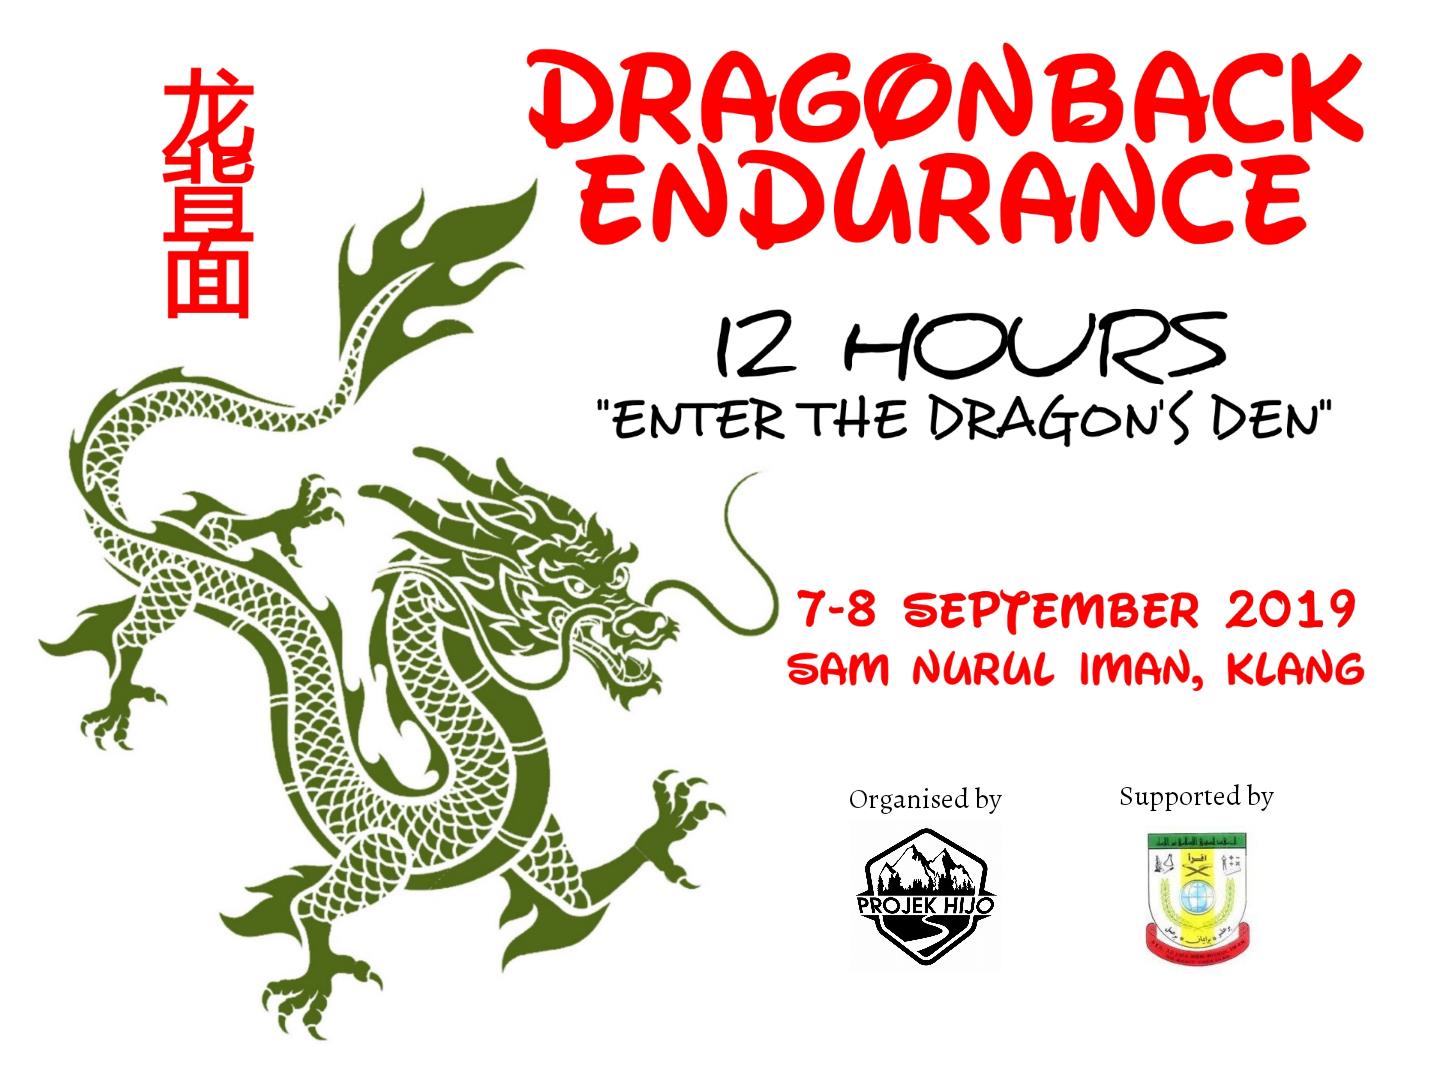 龙背面
DRAGONBACK
ENDURANCE
12 HOURS
"ENTER THE DRAGON'S DEN"
7-8 SEPTEMBER 2019
SAM NURUL IMAN, KLANG
Organised by
Supported by
PROJEK HIJO
اقرأ